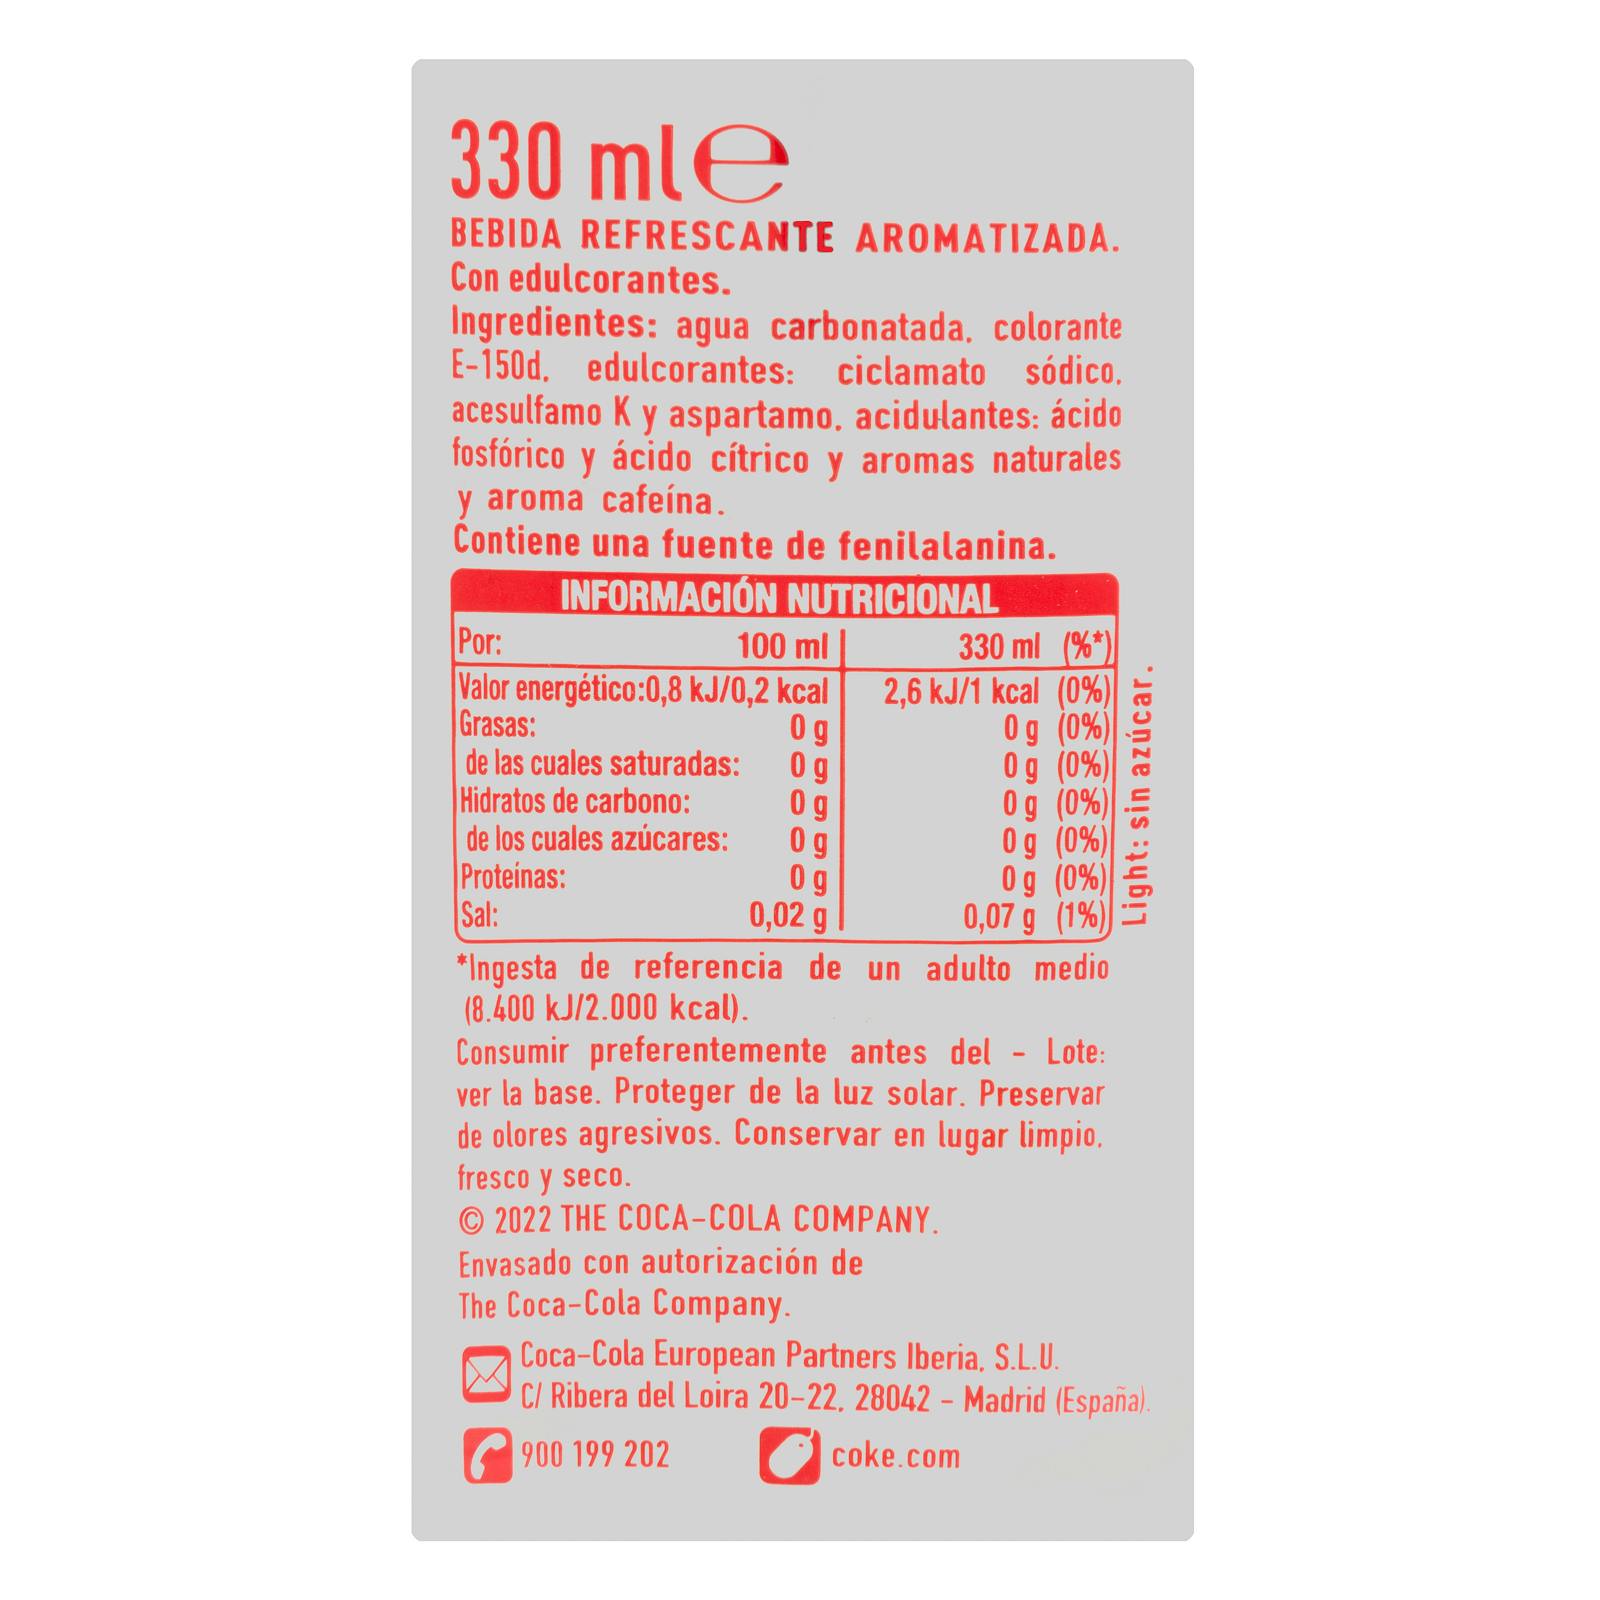 330 ml ℮
BEBIDA REFRESCANTE AROMATIZADA.
Con edulcorantes.
Ingredientes: agua carbonatada, colorante
E-150d, edulcorantes: ciclamato sódico,
acesulfamo K y aspartamo, acidulantes: ácido
fosfórico y ácido cítrico y aromas naturales
y aroma cafeína.
Contiene una fuente de fenilalanina.
INFORMACIÓN NUTRICIONAL
Por: 100 ml 330 ml (%*)
Valor energético:0,8 kJ/0,2 kcal 2,6 kJ/1 kcal (0%)
Grasas: 0 g 0 g (0%)
de las cuales saturadas: 0 g 0 g (0%)
Hidratos de carbono: 0 g 0 g (0%)
de los cuales azúcares: 0 g 0 g (0%)
Proteínas: 0 g 0 g (0%)
Sal: 0,02 g 0,07 g (1%)
Light: sin azúcar.
*Ingesta de referencia de un adulto medio
(8.400 kJ/2.000 kcal).
Consumir preferentemente antes del - Lote:
ver la base. Proteger de la luz solar. Preservar
de olores agresivos. Conservar en lugar limpio,
fresco y seco.
© 2022 THE COCA-COLA COMPANY.
Envasado con autorización de
The Coca-Cola Company.
Coca-Cola European Partners Iberia, S.L.U.
C/ Ribera del Loira 20-22, 28042 - Madrid (España).
900 199 202 coke.com